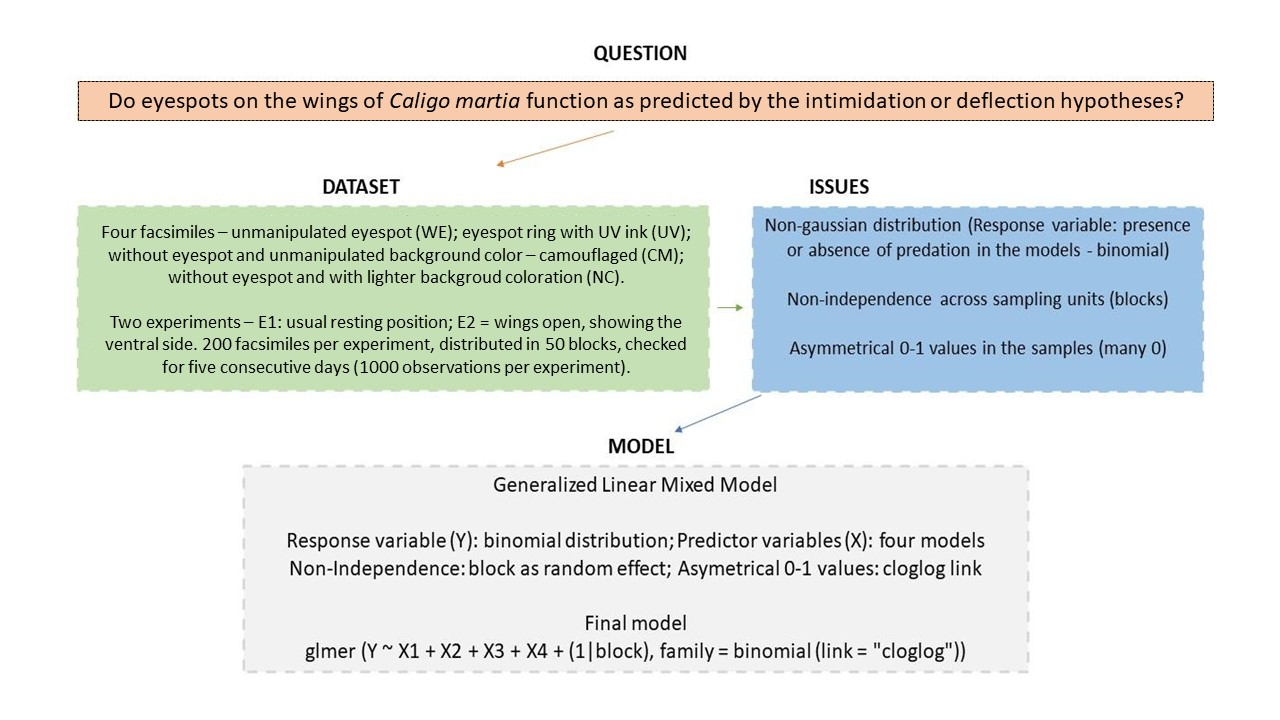 QUESTION
Do eyespots on the wings of Caligo martia function as predicted by the intimidation or deflection hypotheses?
DATASET
Four facsimiles – unmanipulated eyespot (WE); eyespot ring with UV ink (UV);
without eyespot and unmanipulated background color – camouflaged (CM);
without eyespot and with lighter backgroud coloration (NC).
Two experiments – E1: usual resting position; E2 = wings open, showing the
ventral side. 200 facsimiles per experiment, distributed in 50 blocks, checked
for five consecutive days (1000 observations per experiment).
ISSUES
Non-gaussian distribution (Response variable: presence
or absence of predation in the models - binomial)
Non-independence across sampling units (blocks)
Asymmetrical 0-1 values in the samples (many 0)
MODEL
Generalized Linear Mixed Model
Response variable (Y): binomial distribution; Predictor variables (X): four models
Non-Independence: block as random effect; Asymetrical 0-1 values: cloglog link
Final model
glmer (Y ~ X1 + X2 + X3 + X4 + (1|block), family = binomial (link = "cloglog"))